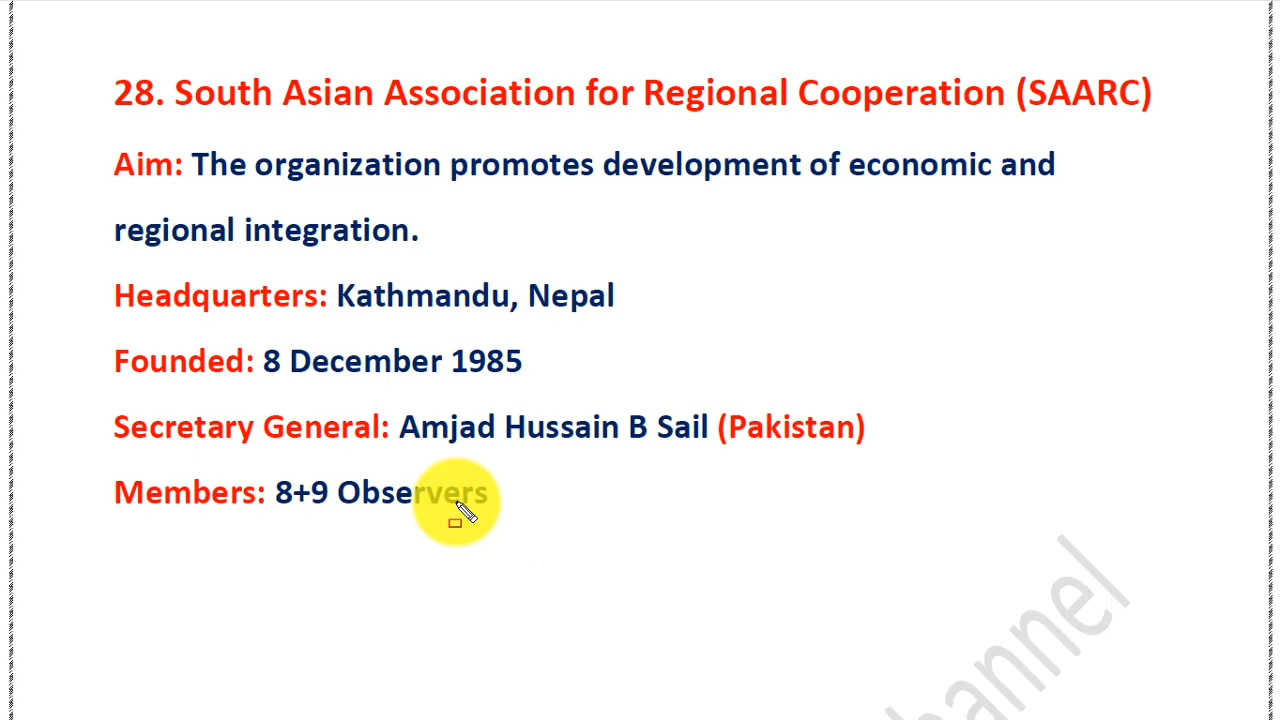 28. South Asian Association for Regional Cooperation (SAARC)
Aim: The organization promotes development of economic and
regional integration.
Headquarters: Kathmandu, Nepal
Founded: 8 December 1985
Secretary General: Amjad Hussain B Sail (Pakistan)
Members: 8+9 Observers